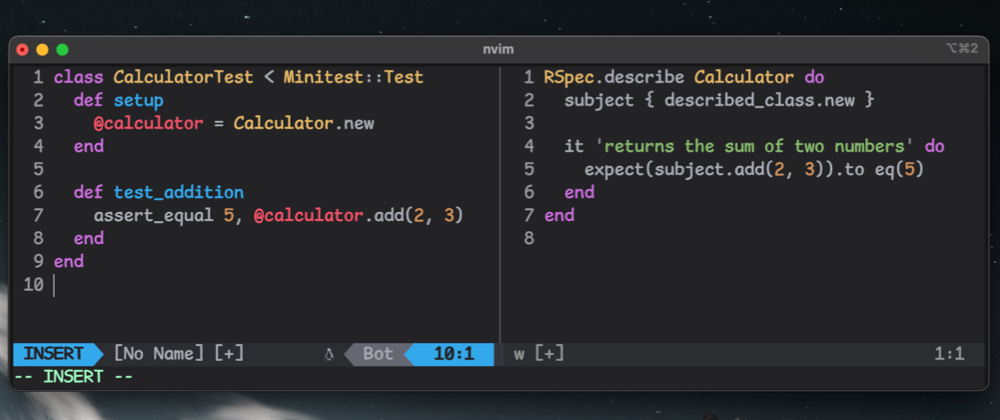 nvim
⌥⌘2
1 class CalculatorTest < Minitest::Test
2   def setup
3     @calculator = Calculator.new
4   end
5
6   def test_addition
7     assert_equal 5, @calculator.add(2, 3)
8   end
9 end
10
1 RSpec.describe Calculator do
2   subject { described_class.new }
3
4   it 'returns the sum of two numbers' do
5     expect(subject.add(2, 3)).to eq(5)
6   end
7 end
8
INSERT [No Name] [+] Bot 10:1
w [+] 1:1
-- INSERT --